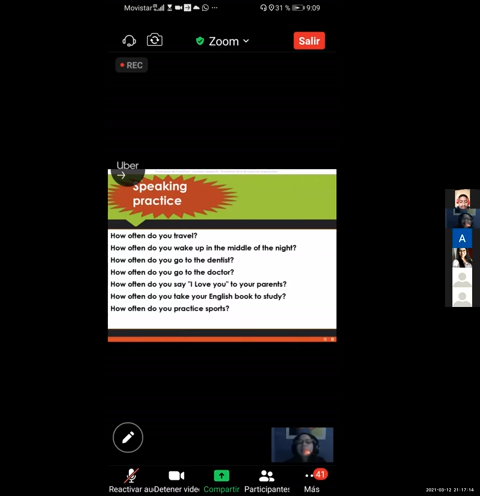 Movistar
31 %
9:09
Zoom
Salir
REC
Uber
Speaking
practice
How often do you travel?
How often do you wake up in the middle of the night?
How often do you go to the dentist?
How often do you go to the doctor?
How often do you say "I Love you" to your parents?
How often do you take your English book to study?
How often do you practice sports?
A
41
Reactivar au
Detener vide
Compartir
Participantes
Más
2021-03-12 21:17:14